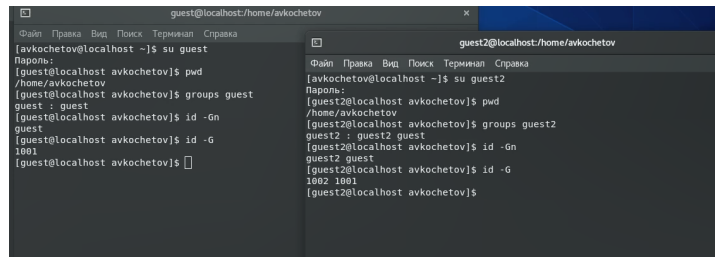 guest@localhost:/home/avkochetov
Файл Правка Вид Поиск Терминал Справка
[avkochetov@localhost ~]$ su guest
Пароль:
[guest@localhost avkochetov]$ pwd
/home/avkochetov
[guest@localhost avkochetov]$ groups guest
guest : guest
[guest@localhost avkochetov]$ id -Gn
guest
[guest@localhost avkochetov]$ id -G
1001
[guest@localhost avkochetov]$
guest2@localhost:/home/avkochetov
Файл Правка Вид Поиск Терминал Справка
[avkochetov@localhost ~]$ su guest2
Пароль:
[guest2@localhost avkochetov]$ pwd
/home/avkochetov
[guest2@localhost avkochetov]$ groups guest2
guest2 : guest2 guest
[guest2@localhost avkochetov]$ id -Gn
guest2 guest
[guest2@localhost avkochetov]$ id -G
1002 1001
[guest2@localhost avkochetov]$